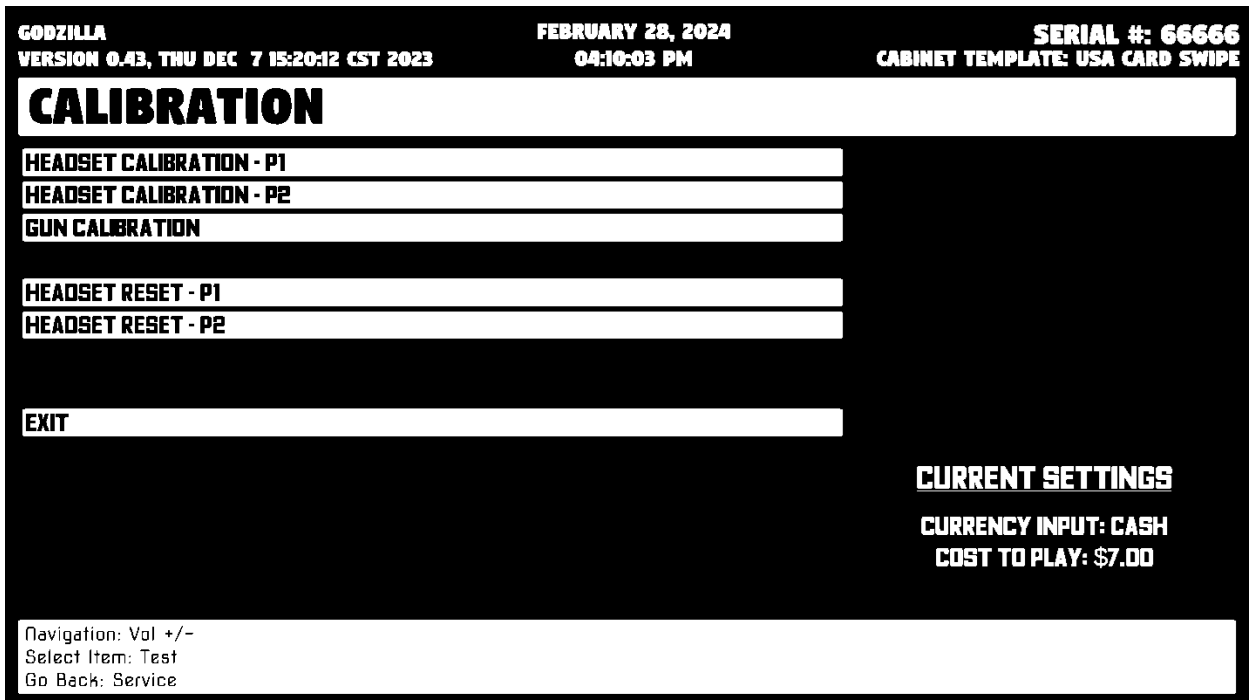 GODZILLA
VERSION 0.43, THU DEC 7 15:20:12 CST 2023
FEBRUARY 28, 2024
04:10:03 PM
SERIAL #: 66666
CABINET TEMPLATE: USA CARD SWIPE
CALIBRATION
HEADSET CALIBRATION - P1
HEADSET CALIBRATION - P2
GUN CALIBRATION
HEADSET RESET - P1
HEADSET RESET - P2
EXIT
CURRENT SETTINGS
CURRENCY INPUT: CASH
COST TO PLAY: $7.00
Navigation: Vol +/-
Select Item: Test
Go Back: Service